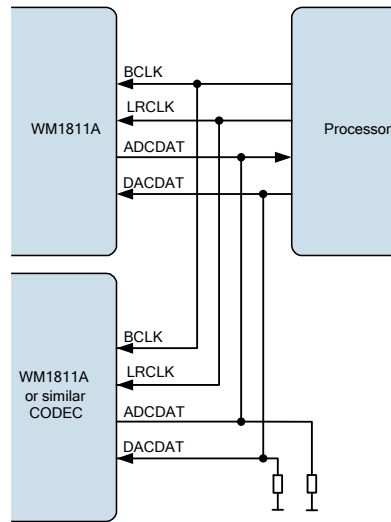 BCLK
LRCLK
WM1811A
Processor
ADCDAT
DACDAT
BCLK
LRCLK
WM1811A
or similar
CODEC
ADCDAT
DACDAT